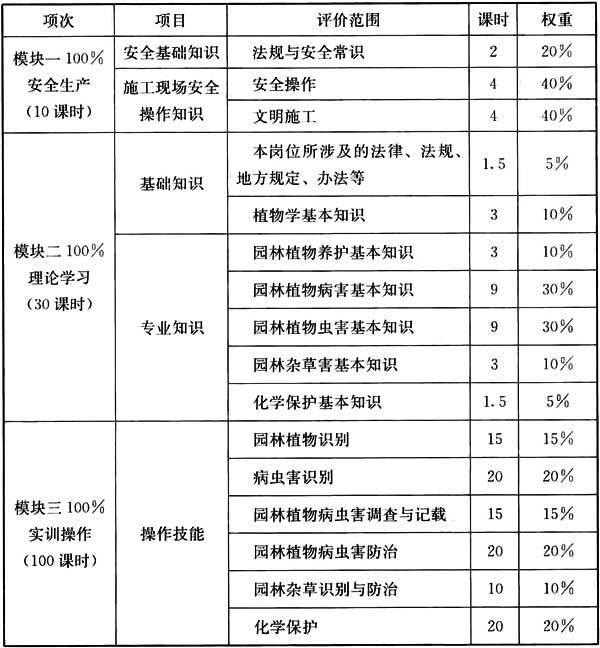 项次 项目 评价范围 课时 权重
模块一 100%
安全生产
(10课时)
安全基础知识 法规与安全常识 2 20%
施工现场安全
操作知识
安全操作 4 40%
文明施工 4 40%
模块二 100%
理论学习
(30课时)
基础知识
本岗位所涉及的法律、法规、
地方规定、办法等
1.5 5%
植物学基本知识 3 10%
专业知识
园林植物养护基本知识 3 10%
园林植物病害基本知识 9 30%
园林植物虫害基本知识 9 30%
园林杂草害基本知识 3 10%
化学保护基本知识 1.5 5%
模块三 100%
实训操作
(100课时)
操作技能
园林植物识别 15 15%
病虫害识别 20 20%
园林植物病虫害调查与记载 15 15%
园林植物病虫害防治 20 20%
园林杂草识别与防治 10 10%
化学保护 20 20%